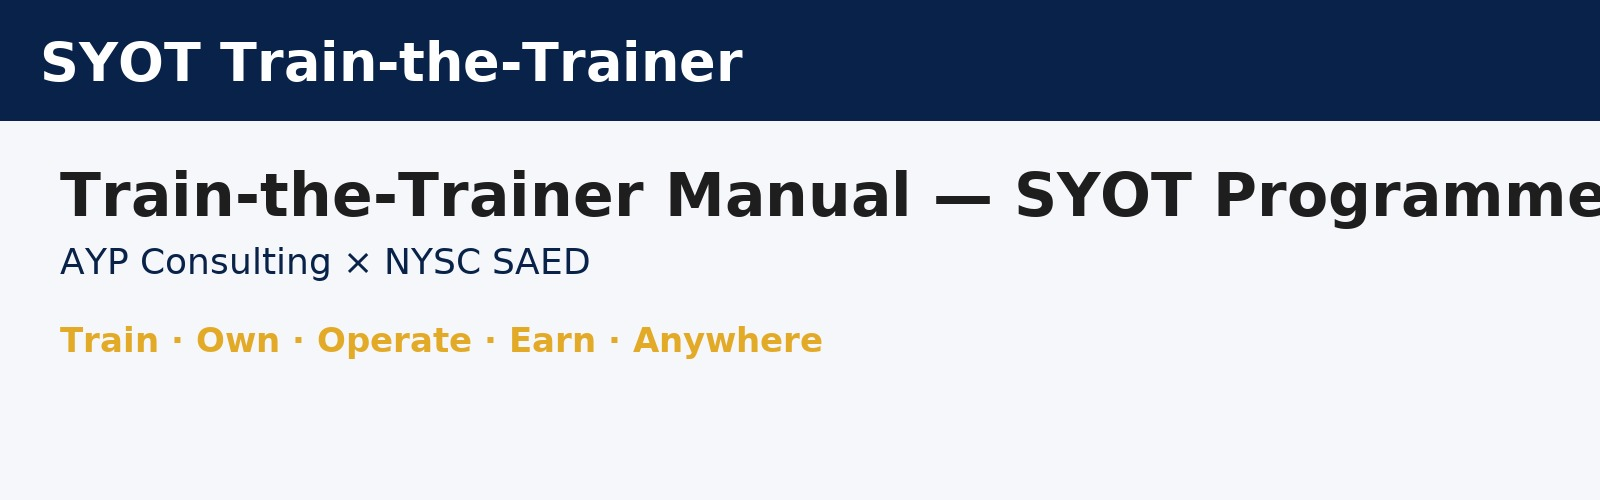 SYOT Train-the-Trainer
Train-the-Trainer Manual — SYOT Programme
AYP Consulting × NYSC SAED
Train · Own · Operate · Earn · Anywhere